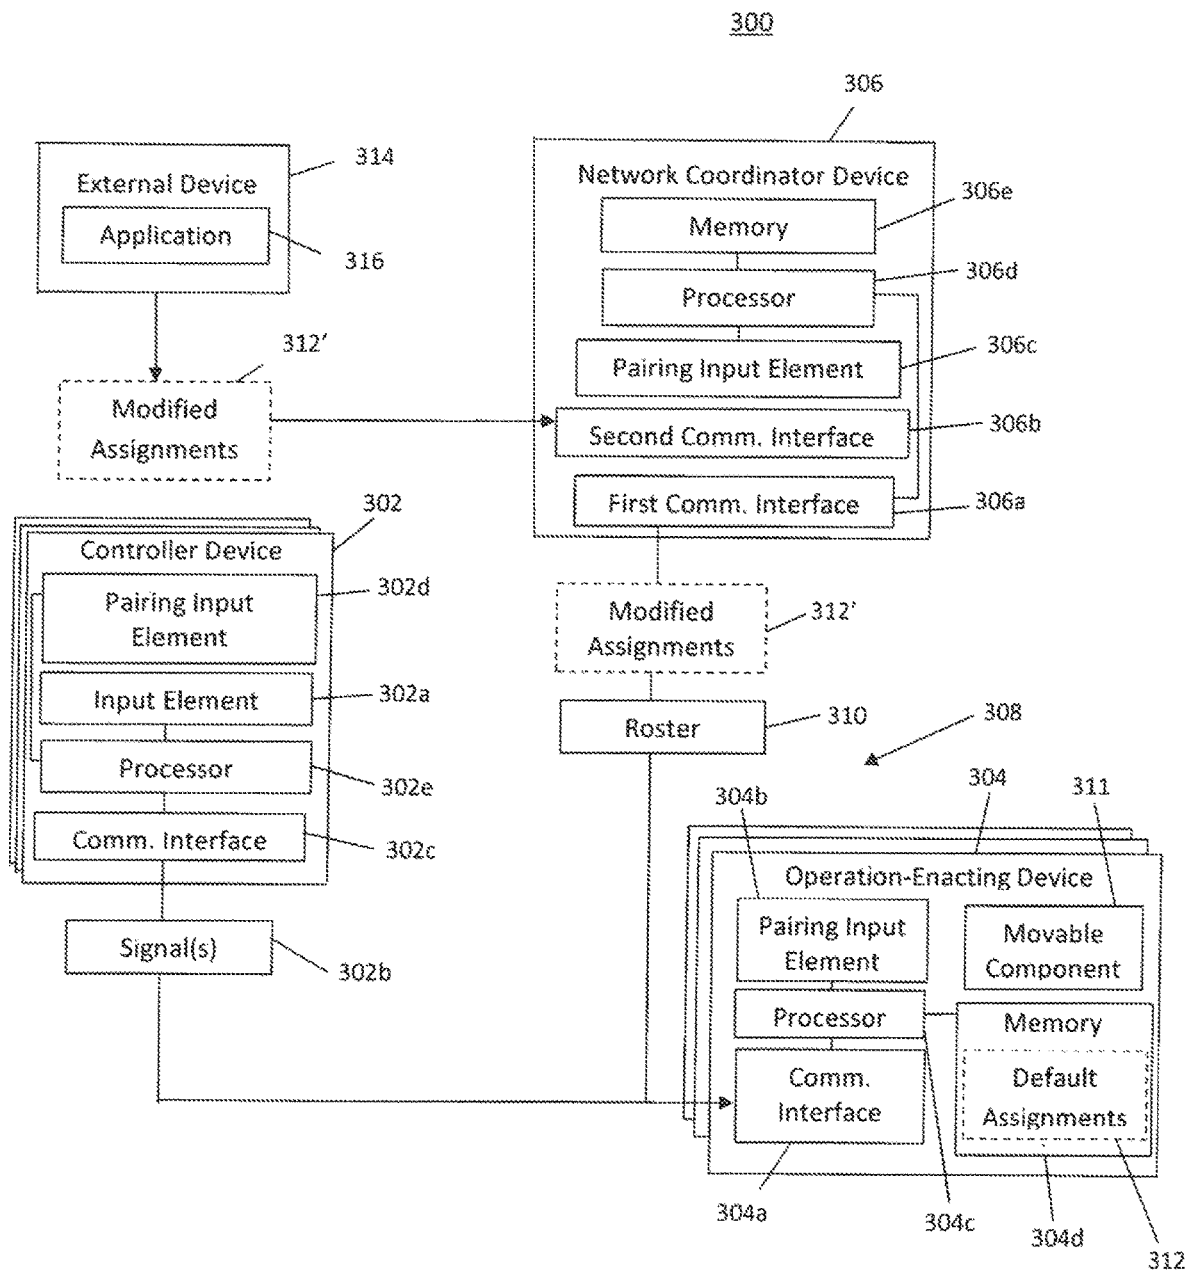 300
306
314
External Device
Application
316
Network Coordinator Device
306e
Memory
306d
Processor
306c
Pairing Input Element
306b
Second Comm. Interface
306a
First Comm. Interface
312'
Modified
Assignments
302
Controller Device
302d
Pairing Input
Element
302a
Input Element
302e
Processor
302c
Comm. Interface
Signal(s)
302b
Modified
Assignments
312'
310
Roster
308
304b
304
311
Operation-Enacting Device
Pairing Input
Element
Movable
Component
Processor
Memory
Comm.
Interface
Default
Assignments
304a
304c
304d
312